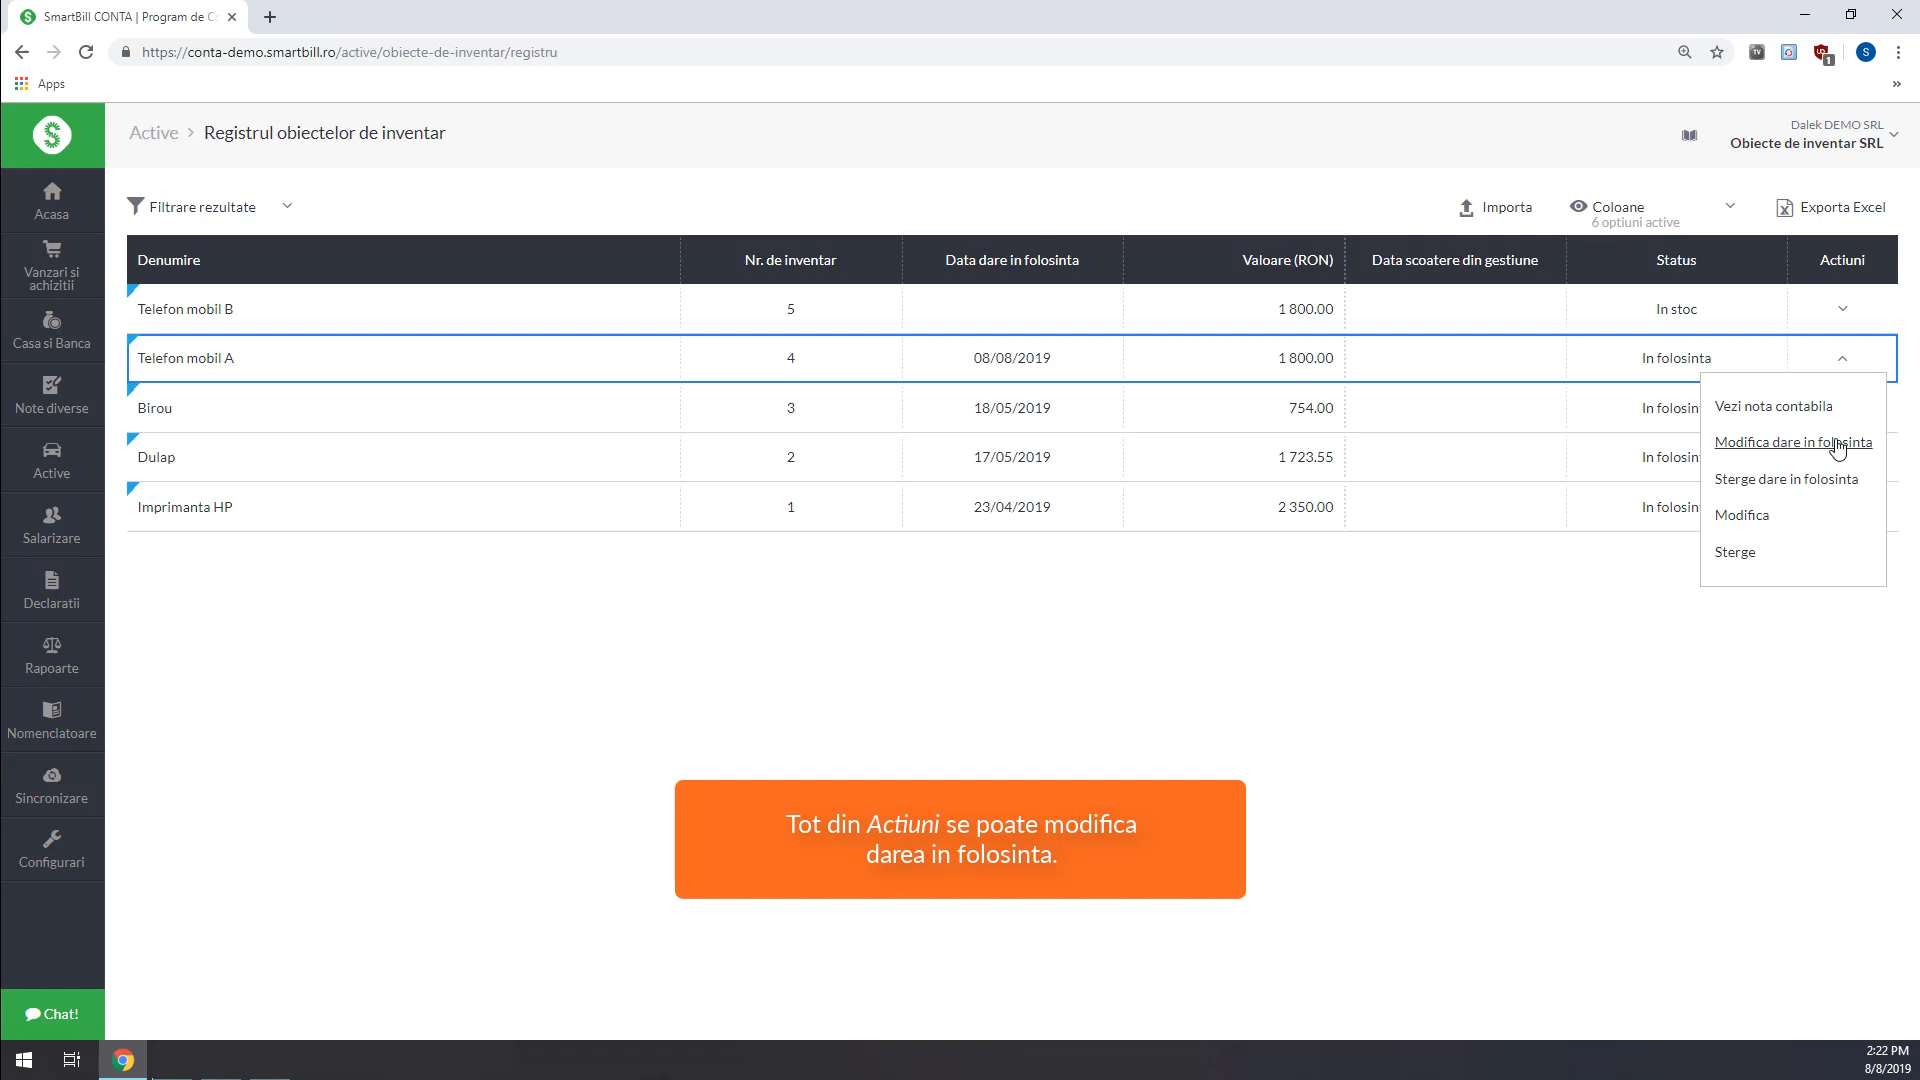 SmartBill CONTA | Program de C
https://conta-demo.smartbill.ro/active/obiecte-de-inventar/registru
1
S
Apps
Active > Registrul obiectelor de inventar
Dalek DEMO SRL
Obiecte de inventar SRL
Acasa
Vanzari si
achizitii
Casa si Banca
Note diverse
Active
Salarizare
Declaratii
Rapoarte
Nomenclatoare
Sincronizare
Configurari
Chat!
Filtrare rezultate
Importa
Coloane
6 optiuni active
Exporta Excel
Denumire Nr. de inventar Data dare in folosinta Valoare (RON) Data scoatere din gestiune Status Actiuni
Telefon mobil B 5 1 800.00 In stoc
Telefon mobil A 4 08/08/2019 1 800.00 In folosinta
Birou 3 18/05/2019 754.00 In folosin
Dulap 2 17/05/2019 1 723.55 In folosin
Imprimanta HP 1 23/04/2019 2 350.00 In folosin
Vezi nota contabila
Modifica dare in folosinta
Sterge dare in folosinta
Modifica
Sterge
Tot din Actiuni se poate modifica
darea in folosinta.
2:22 PM
8/8/2019